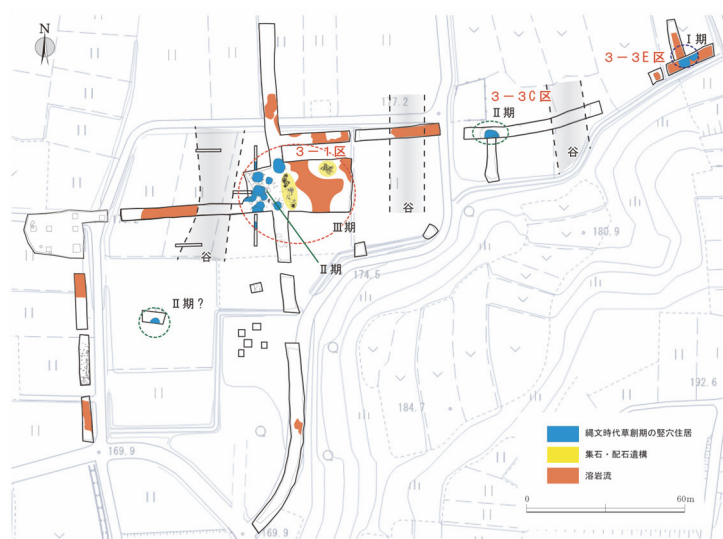 N
Ⅰ期
3－3E区
3－3C区
177.2
Ⅱ期
3－1区
谷
谷
谷
Ⅲ期
180.9
Ⅱ期
174.5
Ⅱ期？
192.6
184.7
縄文時代草創期の竪穴住居
集石・配石遺構
169.9
溶岩流
0
60m
169.9